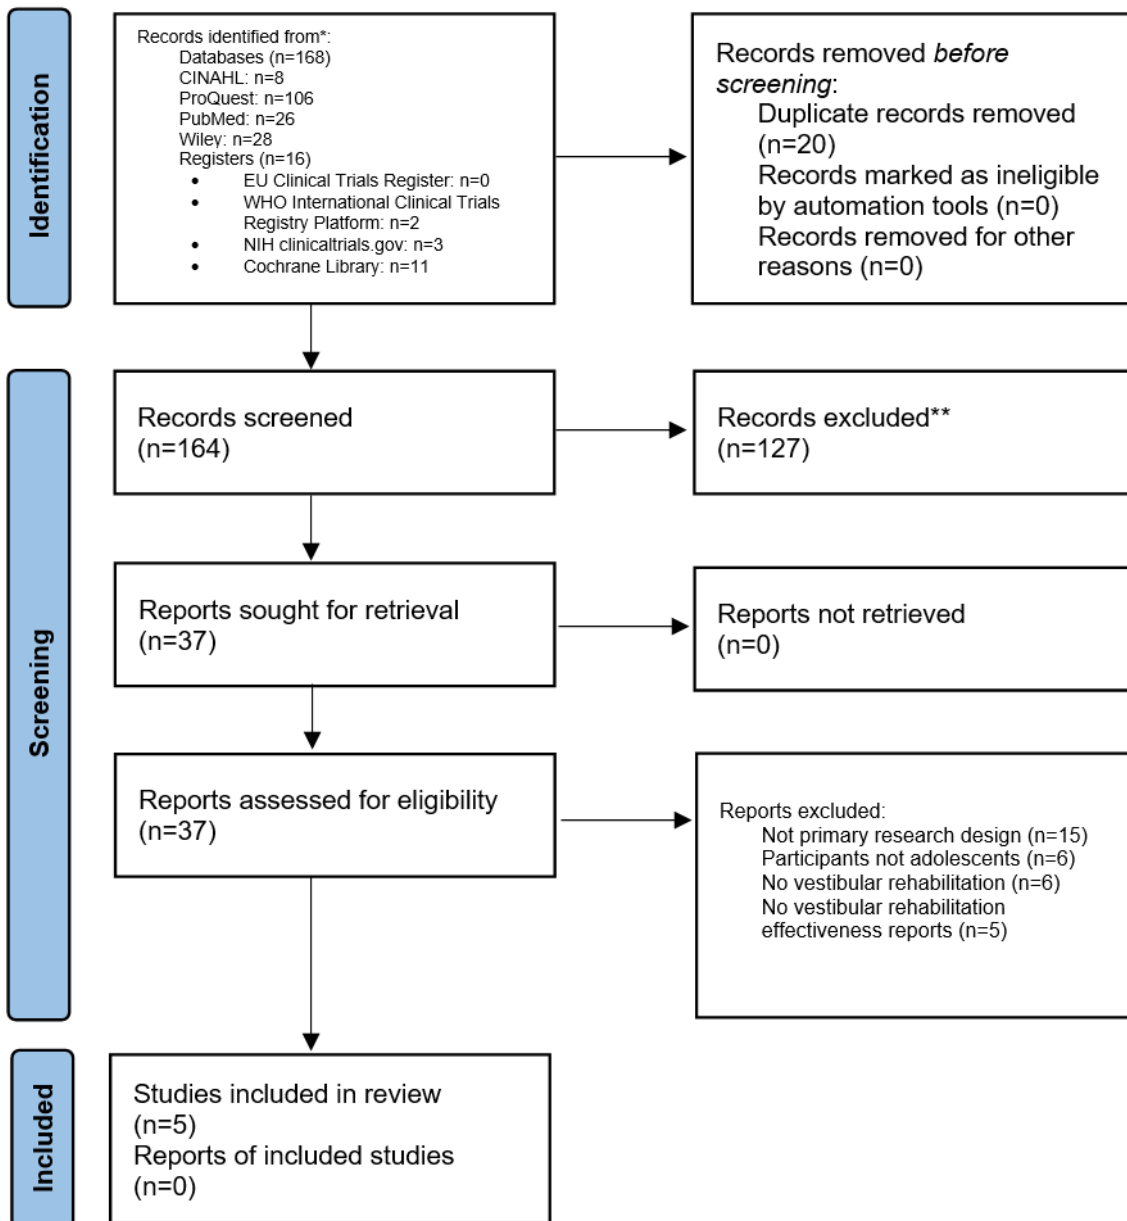 Identification
Records identified from*:
Databases (n=168)
CINAHL: n=8
ProQuest: n=106
PubMed: n=26
Wiley: n=28
Registers (n=16)
• EU Clinical Trials Register: n=0
• WHO International Clinical Trials
Registry Platform: n=2
• NIH clinicaltrials.gov: n=3
• Cochrane Library: n=11
Records removed before
screening:
Duplicate records removed
(n=20)
Records marked as ineligible
by automation tools (n=0)
Records removed for other
reasons (n=0)
Screening
Records screened
(n=164)
Records excluded**
(n=127)
Reports sought for retrieval
(n=37)
Reports not retrieved
(n=0)
Reports assessed for eligibility
(n=37)
Reports excluded:
Not primary research design (n=15)
Participants not adolescents (n=6)
No vestibular rehabilitation (n=6)
No vestibular rehabilitation
effectiveness reports (n=5)
Included
Studies included in review
(n=5)
Reports of included studies
(n=0)